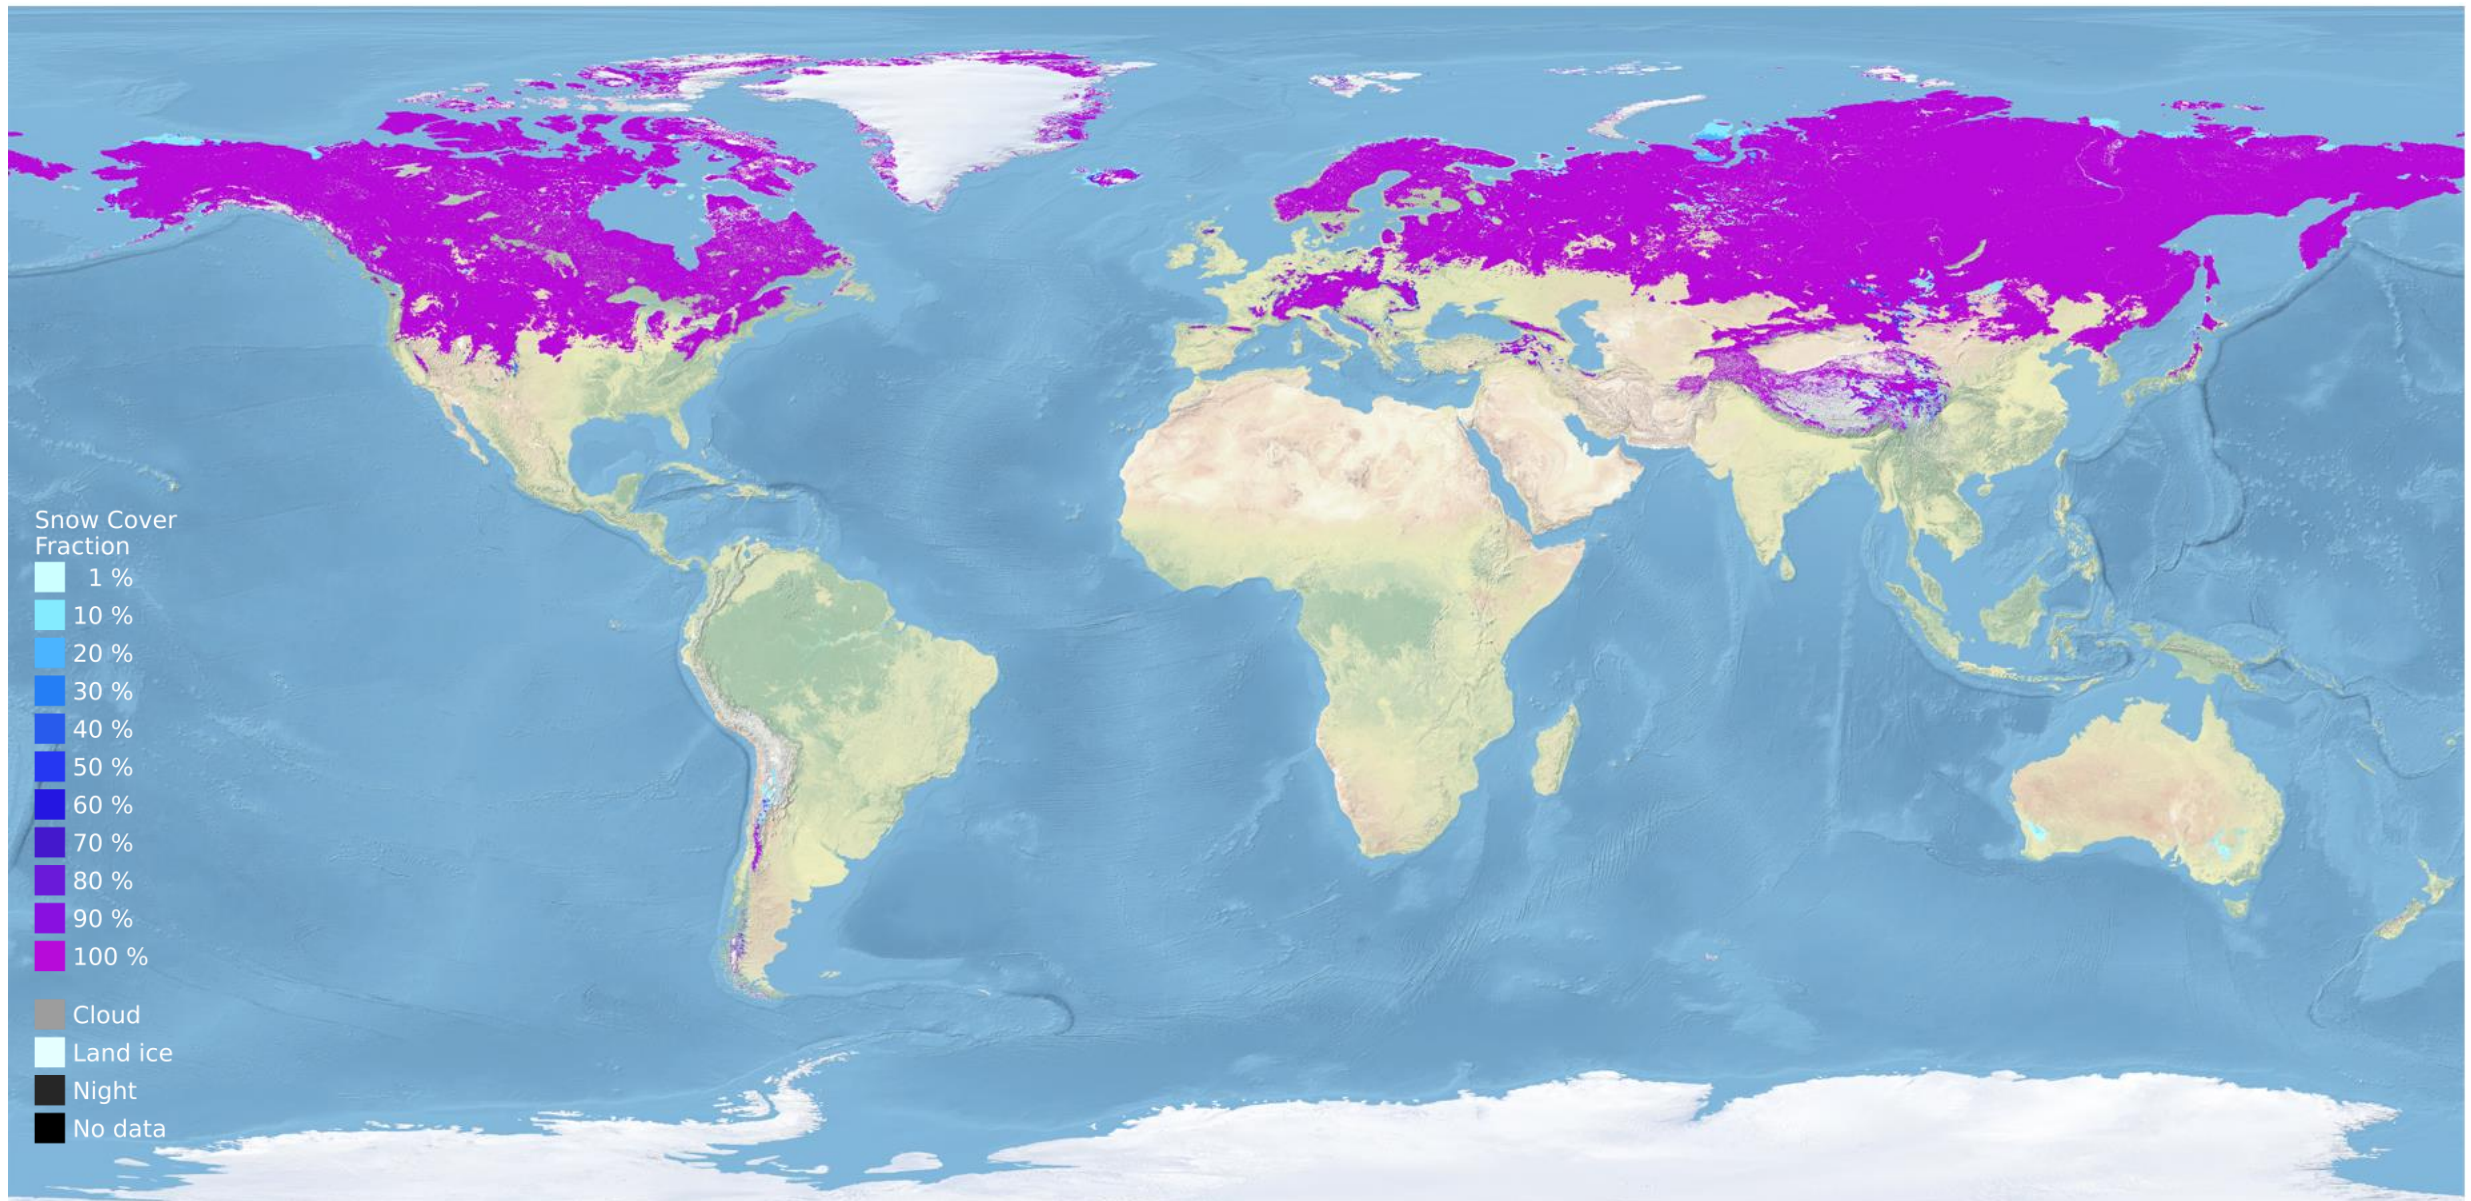 Snow Cover
Fraction
1 %
10 %
20 %
30 %
40 %
50 %
60 %
70 %
80 %
90 %
100 %
Cloud
Land ice
Night
No data